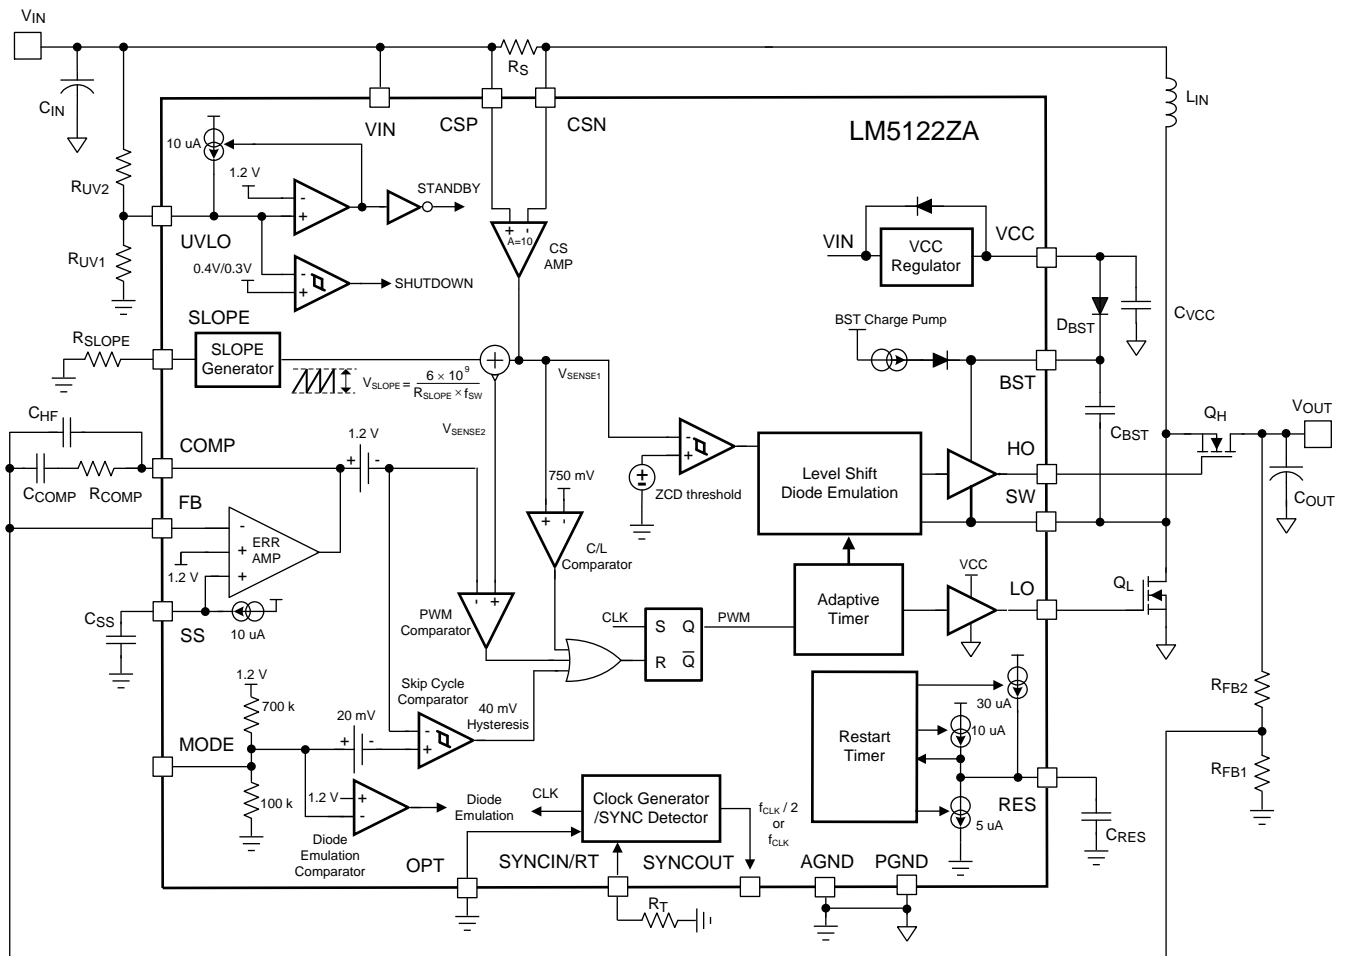 VIN
RS
CIN
LIN
VIN
CSP
CSN
LM5122ZA
10 uA
1.2 V
STANDBY
RUV2
UVLO
RUV1
0.4V/0.3V
SHUTDOWN
+ -
A=10
CS
AMP
VIN
VCC
Regulator
VCC
CVCC
DBST
BST Charge Pump
BST
CBST
SLOPE
RSLOPE
SLOPE
Generator
VSLOPE = 6 × 10^9 / RSLOPE × fSW
VSENSE1
VSENSE2
CHF
COMP
CCOMP
RCOMP
1.2 V
+ -
FB
ERR
AMP
1.2 V
CSS
SS
10 uA
750 mV
C/L
Comparator
ZCD threshold
Level Shift
Diode Emulation
HO
SW
QH
VOUT
COUT
PWM
Comparator
CLK
S Q
R Q̅
PWM
Adaptive
Timer
VCC
LO
QL
1.2 V
700 k
MODE
100 k
20 mV
+ -
Skip Cycle
Comparator
40 mV
Hysteresis
1.2 V
Diode
Emulation
Comparator
Diode
Emulation
CLK
Clock Generator
/SYNC Detector
fCLK / 2
or
fCLK
Restart
Timer
30 uA
10 uA
5 uA
RES
CRES
RFB2
RFB1
OPT
SYNCIN/RT
SYNCOUT
AGND
PGND
RT